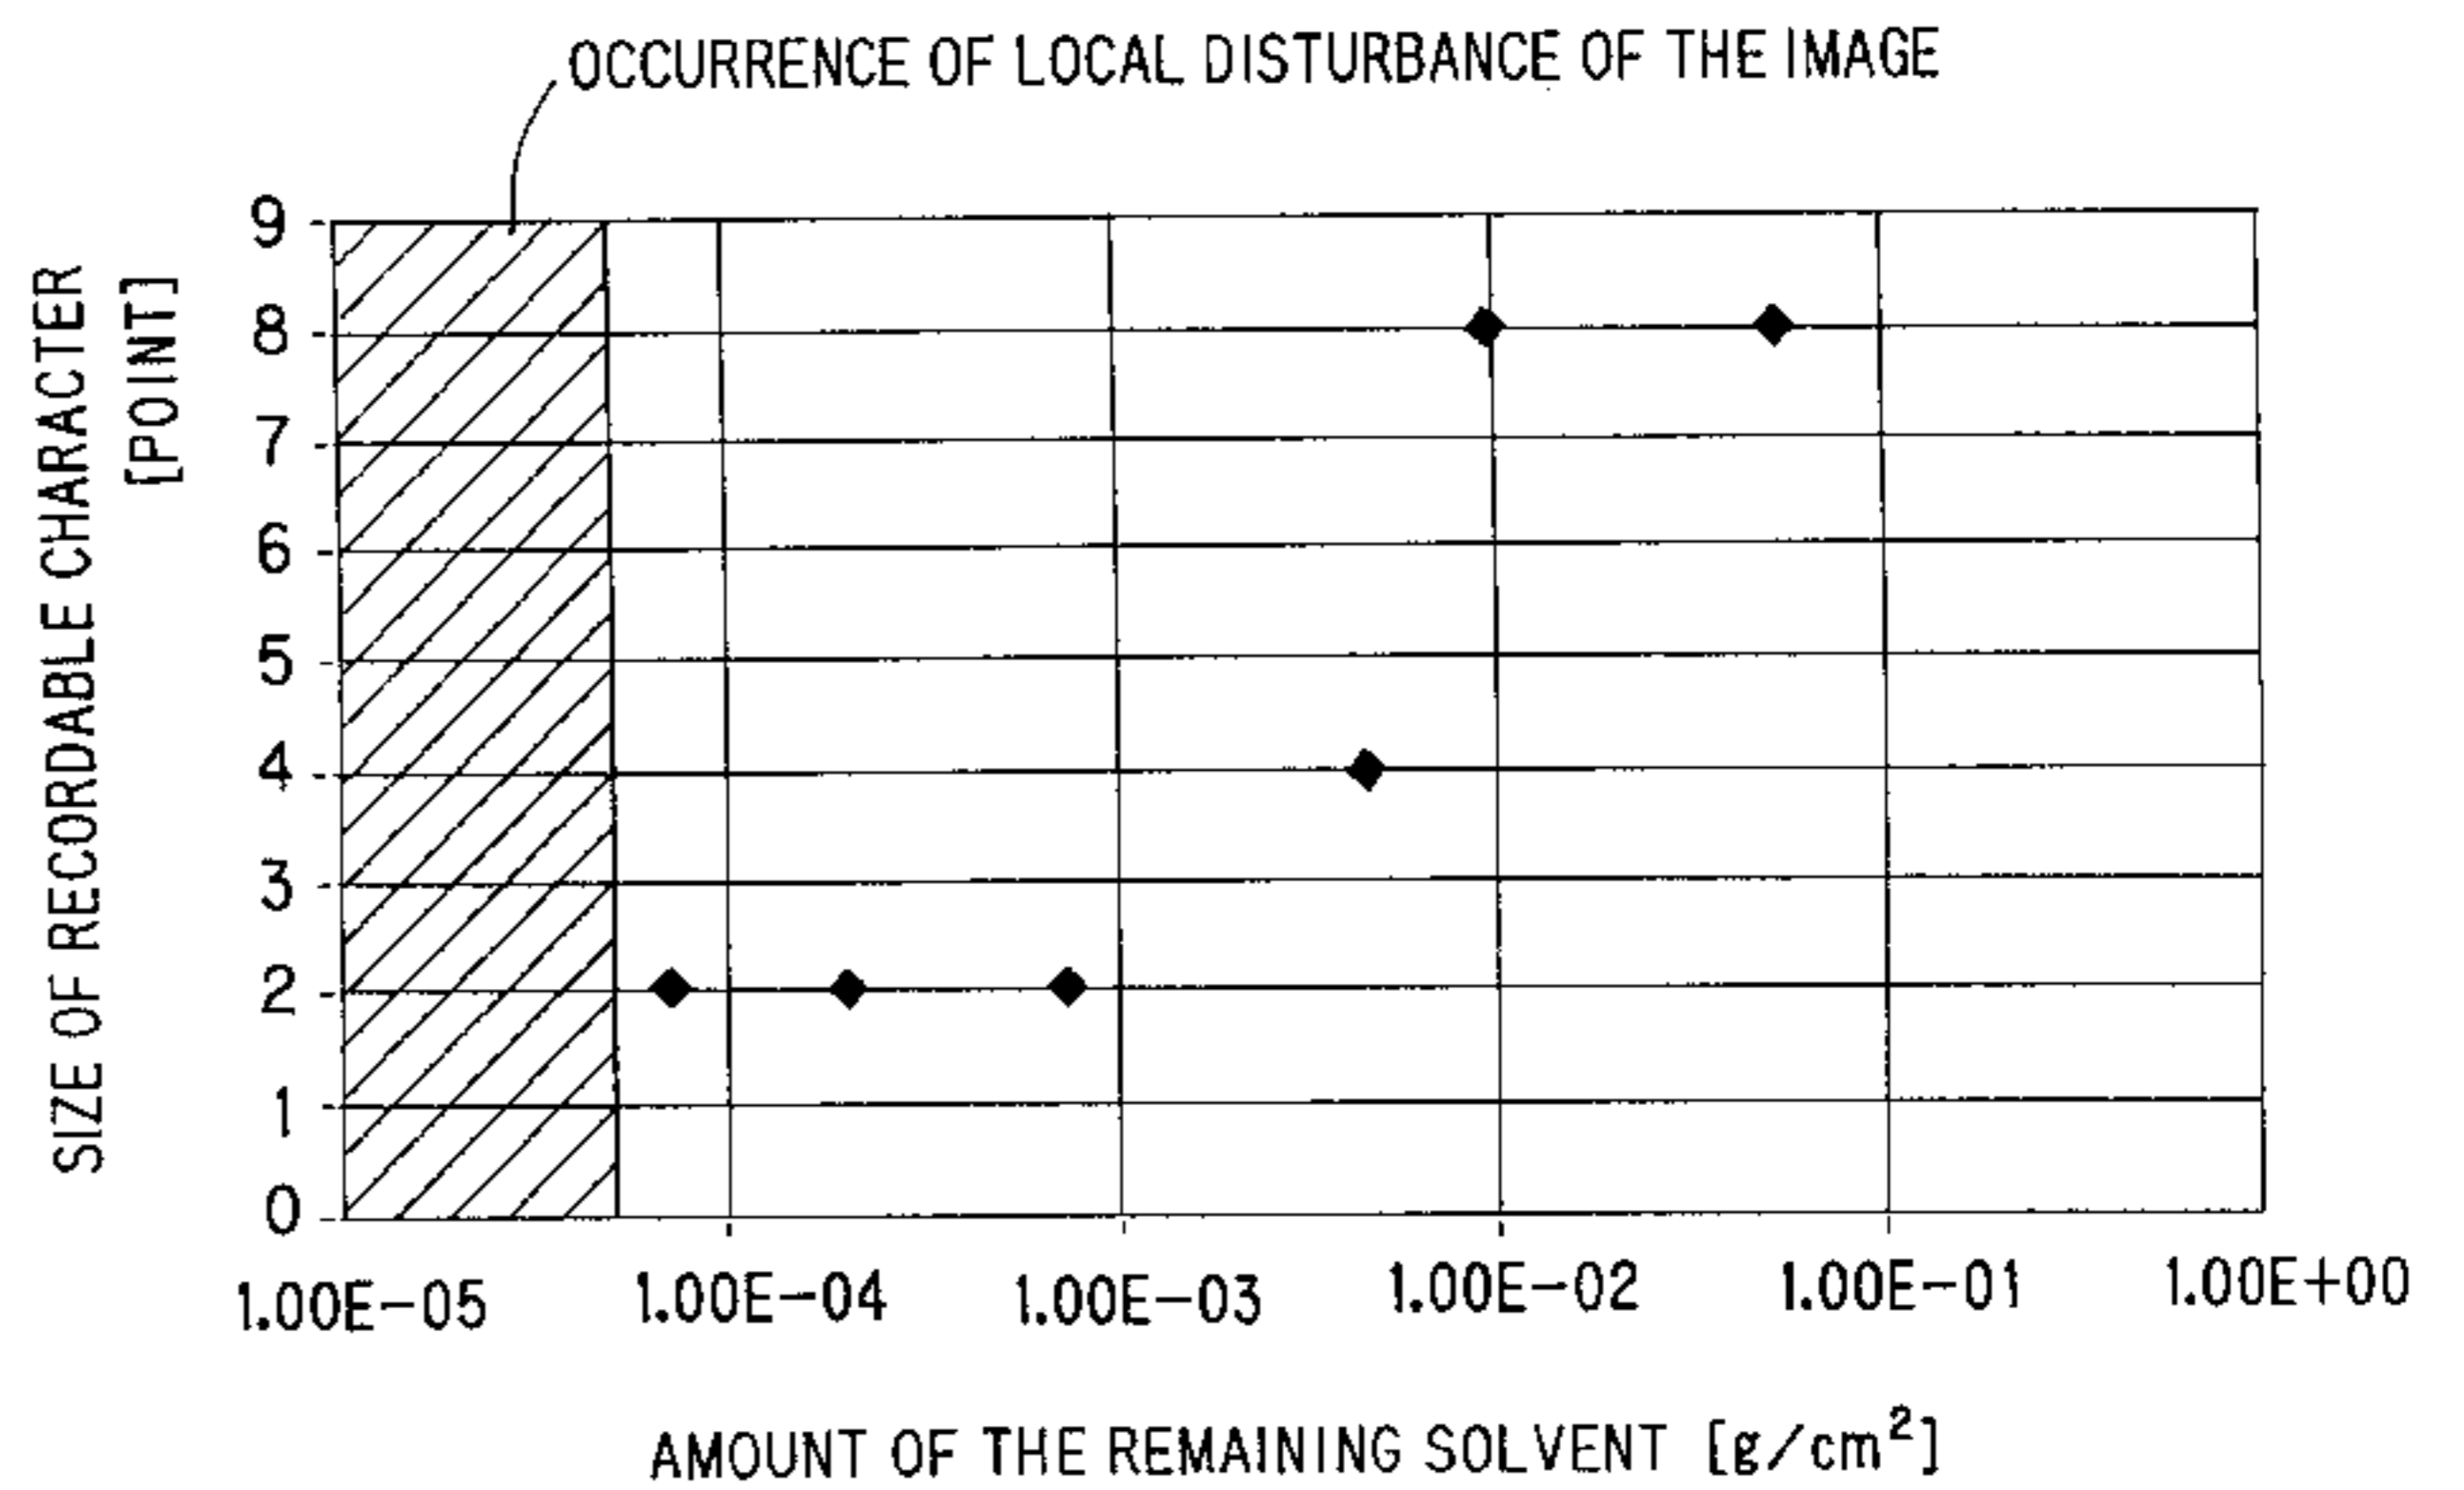 OCCURRENCE OF LOCAL DISTURBANCE OF THE IMAGE
SIZE OF RECORDABLE CHARACTER
[POINT]
9
8
7
6
5
4
3
2
1
0
1.00E-05 1.00E-04 1.00E-03 1.00E-02 1.00E-01 1.00E+00
AMOUNT OF THE REMAINING SOLVENT [g/cm²]